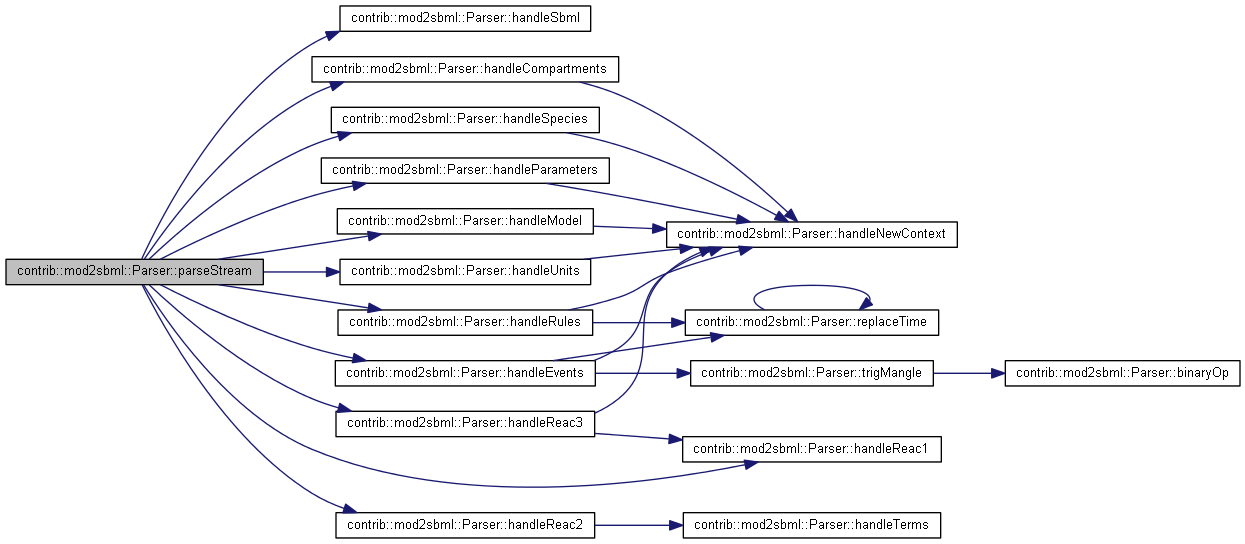 contrib::mod2sbml::Parser::handleSbml
contrib::mod2sbml::Parser::handleCompartments
contrib::mod2sbml::Parser::handleSpecies
contrib::mod2sbml::Parser::handleParameters
contrib::mod2sbml::Parser::handleModel
contrib::mod2sbml::Parser::handleNewContext
contrib::mod2sbml::Parser::parseStream
contrib::mod2sbml::Parser::handleUnits
contrib::mod2sbml::Parser::handleRules
contrib::mod2sbml::Parser::replaceTime
contrib::mod2sbml::Parser::handleEvents
contrib::mod2sbml::Parser::trigMangle
contrib::mod2sbml::Parser::binaryOp
contrib::mod2sbml::Parser::handleReac3
contrib::mod2sbml::Parser::handleReac1
contrib::mod2sbml::Parser::handleReac2
contrib::mod2sbml::Parser::handleTerms